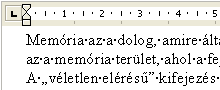 1 2 3 4 5
Memória az a dolog, amire ált
az a memória terület, ahol a fe
A „véletlen elérésű” kifejezés